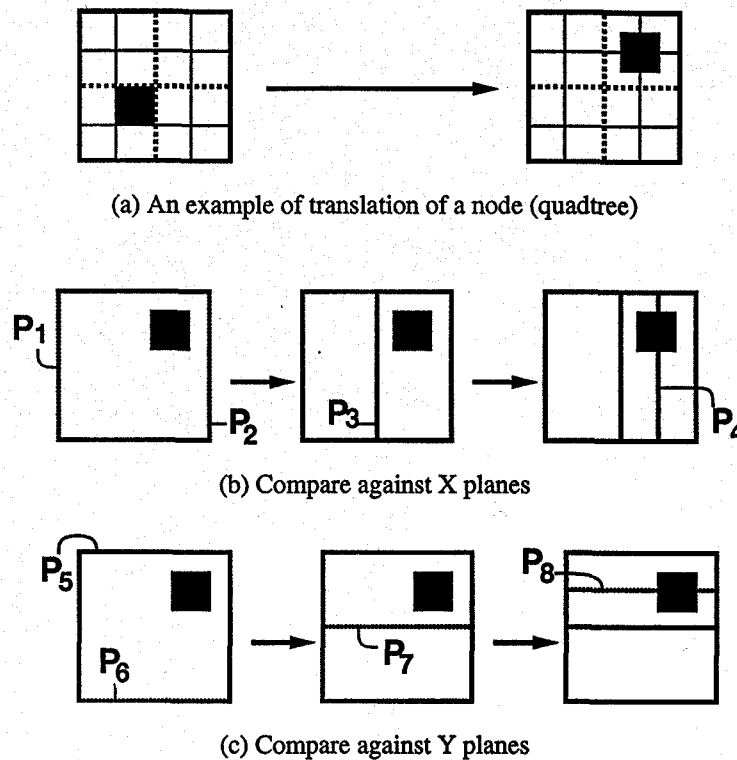 (a) An example of translation of a node (quadtree)
P1
P2
P3
P4
(b) Compare against X planes
P5
P6
P7
P8
(c) Compare against Y planes